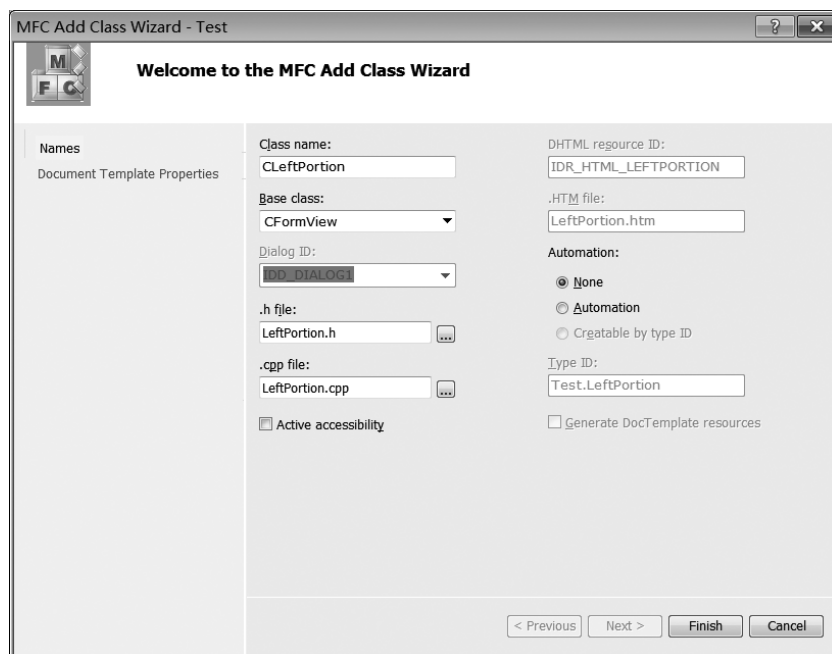 MFC Add Class Wizard - Test
?
M
F C
Welcome to the MFC Add Class Wizard
Names
Document Template Properties
Class name:
CLeftPortion
Base class:
CFormView
Dialog ID:
IDD_DIALOG1
.h file:
LeftPortion.h
...
.cpp file:
LeftPortion.cpp
...
Active accessibility
DHTML resource ID:
IDR_HTML_LEFTPORTION
.HTM file:
LeftPortion.htm
Automation:
None
Automation
Creatable by type ID
Type ID:
Test.LeftPortion
Generate DocTemplate resources
< Previous
Next >
Finish
Cancel